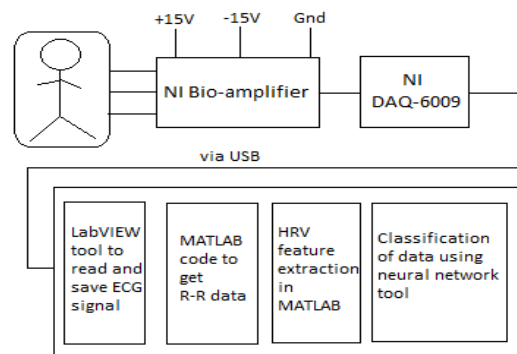 +15V
-15V
Gnd
NI Bio-amplifier
NI
DAQ-6009
via USB
LabVIEW
tool to
read and
save ECG
signal
MATLAB
code to
get
R-R data
HRV
feature
extraction
in
MATLAB
Classification
of data using
neural network
tool